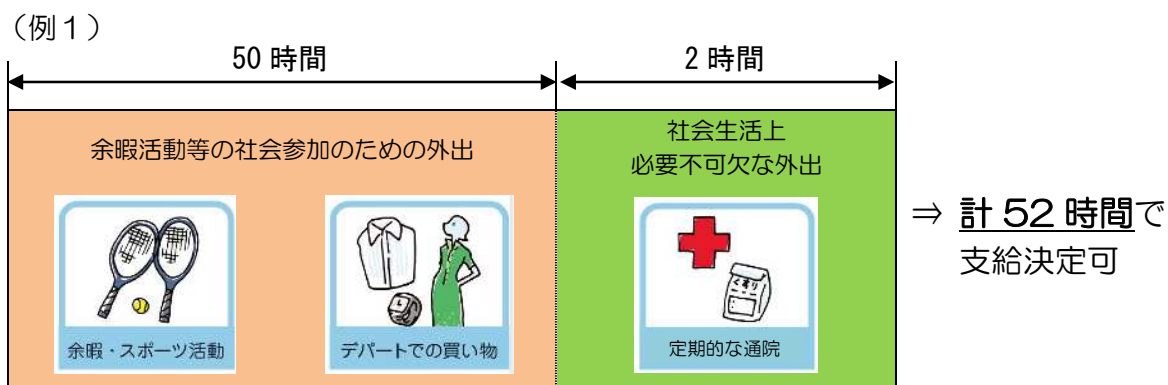 （例１）
50 時間
2 時間
余暇活動等の社会参加のための外出
社会生活上
必要不可欠な外出
余暇・スポーツ活動
デパートでの買い物
くすり
定期的な通院
⇒ 計 52 時間で
支給決定可